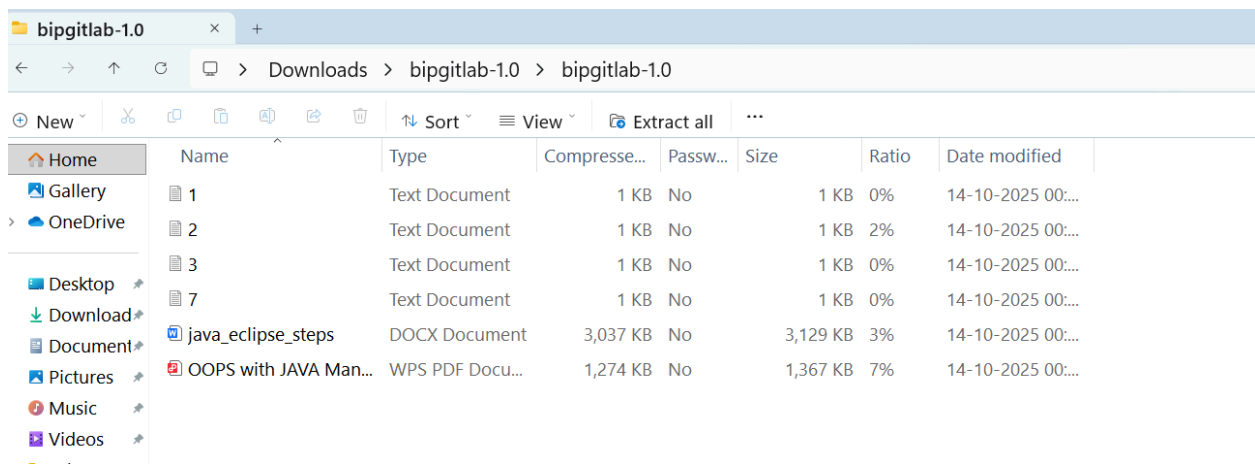 bipgitlab-1.0
Downloads > bipgitlab-1.0 > bipgitlab-1.0
New Sort View Extract all ...
Name Type Compresse... Passw... Size Ratio Date modified
Home
Gallery
OneDrive
Desktop
Download
Document
Pictures
Music
Videos
1 Text Document 1 KB No 1 KB 0% 14-10-2025 00:...
2 Text Document 1 KB No 1 KB 2% 14-10-2025 00:...
3 Text Document 1 KB No 1 KB 0% 14-10-2025 00:...
7 Text Document 1 KB No 1 KB 0% 14-10-2025 00:...
java_eclipse_steps DOCX Document 3,037 KB No 3,129 KB 3% 14-10-2025 00:...
OOPS with JAVA Man... WPS PDF Docu... 1,274 KB No 1,367 KB 7% 14-10-2025 00:...